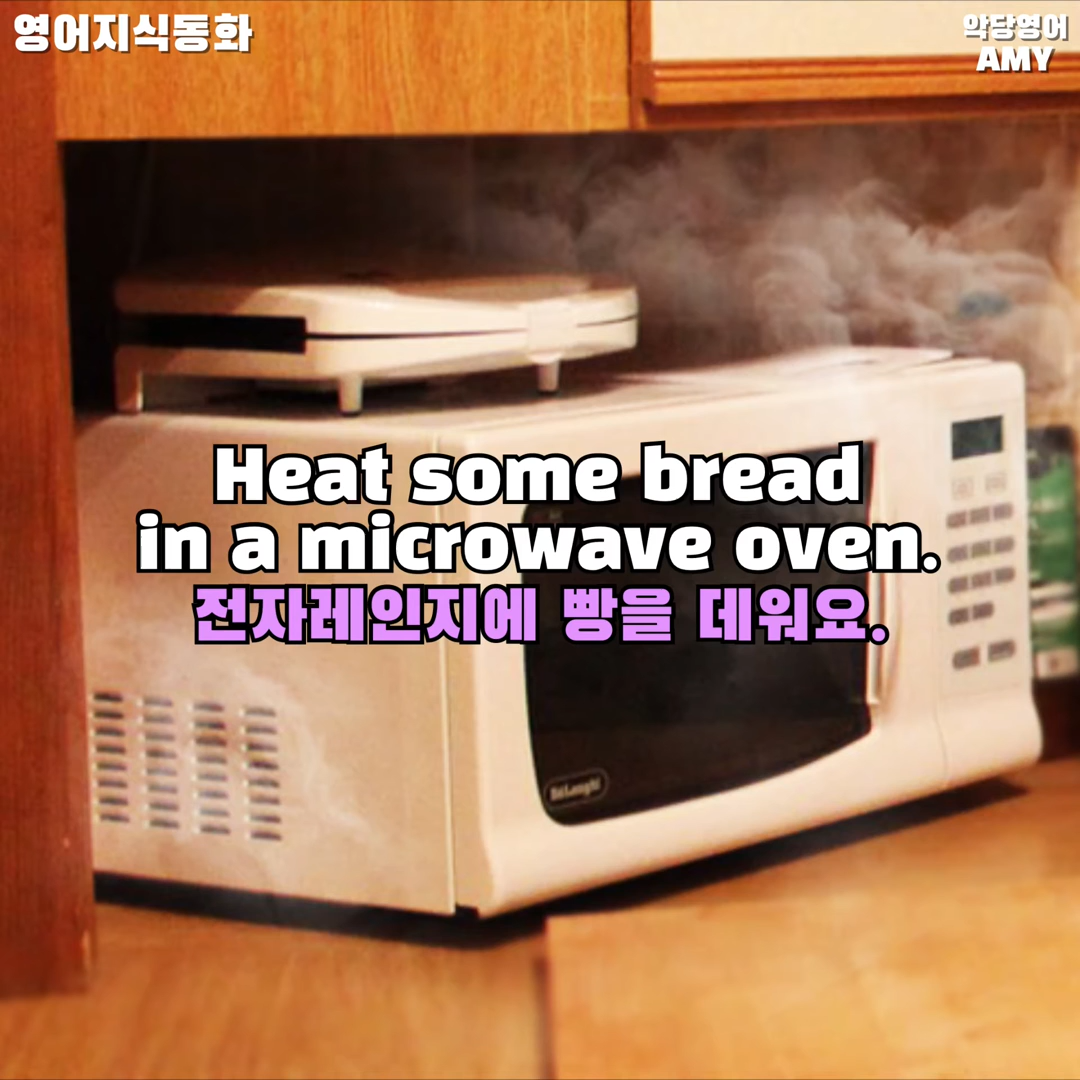 영어지식동화
악당영어
AMY
Heat some bread
in a microwave oven.
전자레인지에 빵을 데워요.
DeLonghi